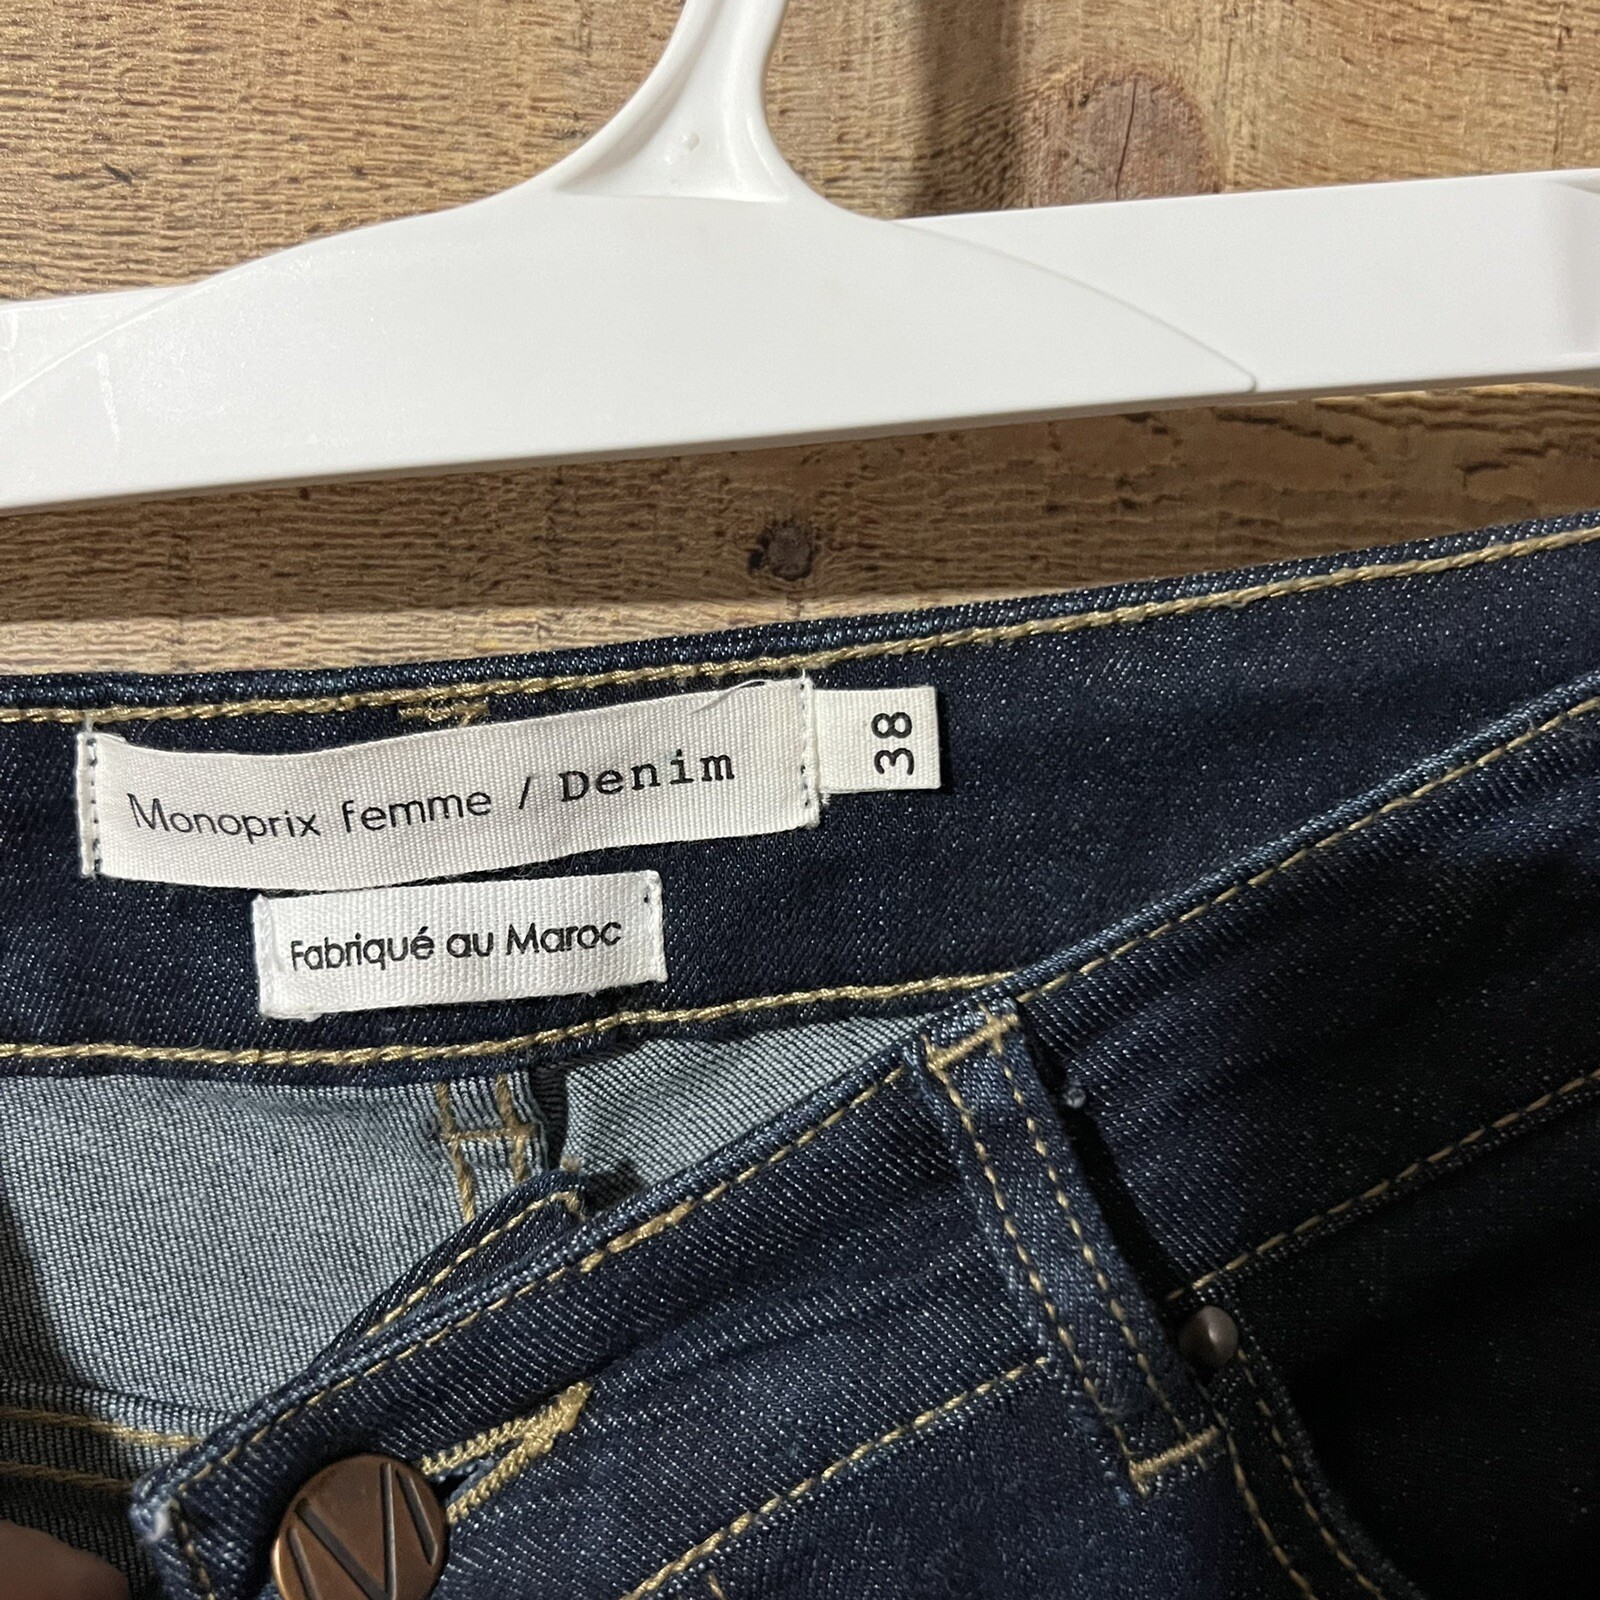 Monoprix femme / Denim
38
Fabriqué au Maroc
M